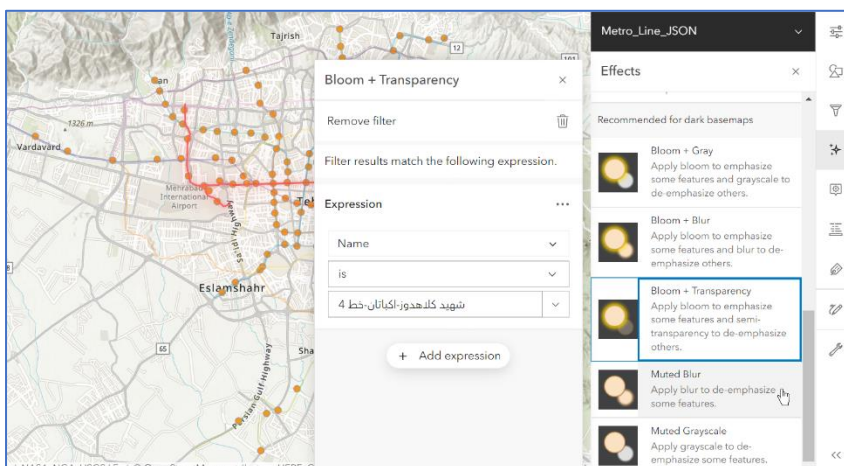 Tajrish
12
an
1326 m
Vardavard
Mehrabad
International
Airport
Teh
Sa'idi Highway
Eslamshahr
65
Sha
Persian Gulf Highway
Bloom + Transparency
Remove filter
Filter results match the following expression.
Expression
Name
is
شهید کلاهدوز-اکباتان-خط 4
+ Add expression
Metro_Line_JSON
Effects
Recommended for dark basemaps
Bloom + Gray
Apply bloom to emphasize
some features and grayscale to
de-emphasize others.
Bloom + Blur
Apply bloom to emphasize
some features and blur to de-
emphasize others.
Bloom + Transparency
Apply bloom to emphasize
some features and semi-
transparency to de-emphasize
others.
Muted Blur
Apply blur to de-emphasize
some features.
Muted Grayscale
Apply grayscale to de-
emphasize some features.